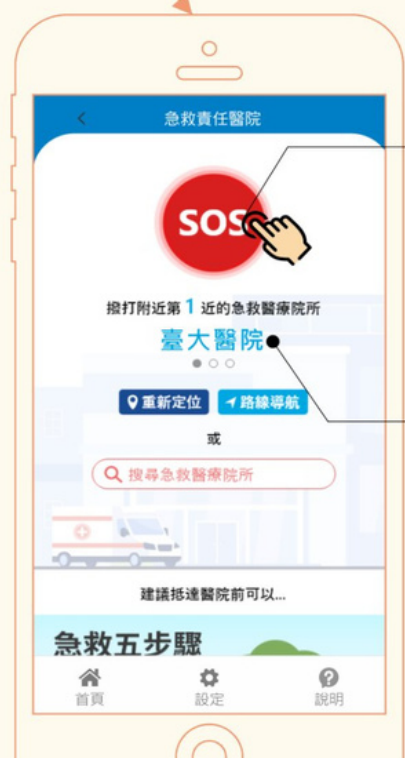 急救責任醫院
SOS
撥打附近第1近的急救醫療院所
臺大醫院
重新定位
路線導航
或
搜尋急救醫療院所
建議抵達醫院前可以...
急救五步驟
首頁
設定
說明